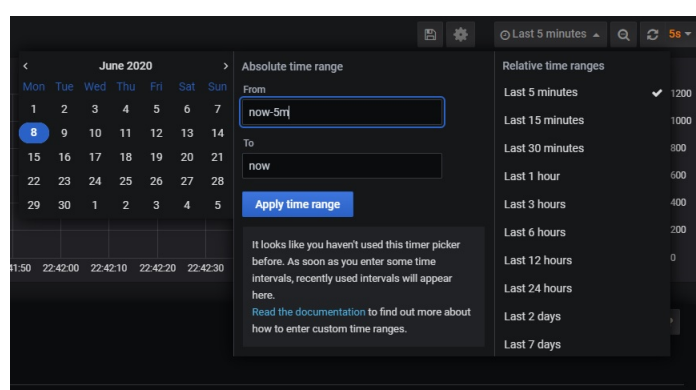 Last 5 minutes
5s
June 2020
Mon Tue Wed Thu Fri Sat Sun
1 2 3 4 5 6 7
8 9 10 11 12 13 14
15 16 17 18 19 20 21
22 23 24 25 26 27 28
29 30 1 2 3 4 5
Absolute time range
From
now-5m
To
now
Apply time range
It looks like you haven't used this timer picker
before. As soon as you enter some time
intervals, recently used intervals will appear
here.
Read the documentation to find out more about
how to enter custom time ranges.
Relative time ranges
Last 5 minutes
Last 15 minutes
Last 30 minutes
Last 1 hour
Last 3 hours
Last 6 hours
Last 12 hours
Last 24 hours
Last 2 days
Last 7 days
1200
1000
800
600
400
200
0
41:50 22:42:00 22:42:10 22:42:20 22:42:30